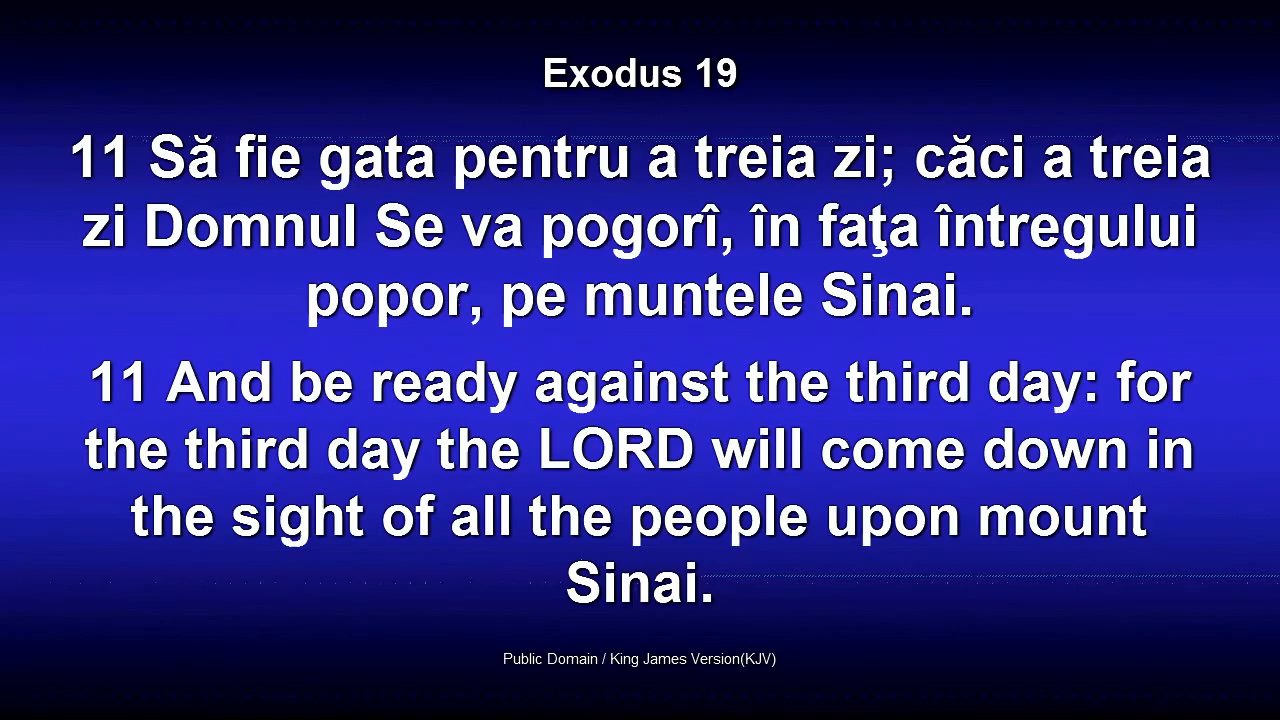 Exodus 19
11 Să fie gata pentru a treia zi; căci a treia
zi Domnul Se va pogorî, în faţa întregului
popor, pe muntele Sinai.
11 And be ready against the third day: for
the third day the LORD will come down in
the sight of all the people upon mount
Sinai.
Public Domain / King James Version(KJV)